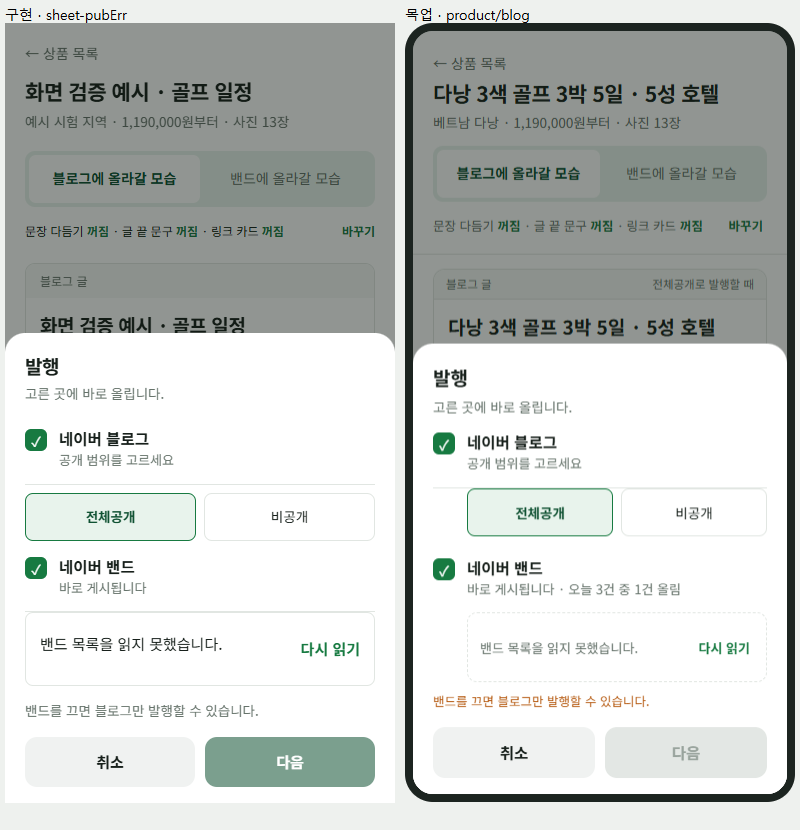 구현 · sheet-pubErr
← 상품 목록
화면 검증 예시 · 골프 일정
예시 시험 지역 · 1,190,000원부터 · 사진 13장
블로그에 올라갈 모습
밴드에 올라갈 모습
문장 다듬기 꺼짐 · 글 끝 문구 꺼짐 · 링크 카드 꺼짐
바꾸기
블로그 글
화면 검증 예시 · 골프 일정
발행
고른 곳에 바로 올립니다.
✓ 네이버 블로그
공개 범위를 고르세요
전체공개
비공개
✓ 네이버 밴드
바로 게시됩니다
밴드 목록을 읽지 못했습니다.
다시 읽기
밴드를 끄면 블로그만 발행할 수 있습니다.
취소
다음
목업 · product/blog
← 상품 목록
다낭 3색 골프 3박 5일 · 5성 호텔
베트남 다낭 · 1,190,000원부터 · 사진 13장
블로그에 올라갈 모습
밴드에 올라갈 모습
문장 다듬기 꺼짐 · 글 끝 문구 꺼짐 · 링크 카드 꺼짐
바꾸기
블로그 글
전체공개로 발행할 때
다낭 3색 골프 3박 5일 · 5성 호텔
발행
고른 곳에 바로 올립니다.
✓ 네이버 블로그
공개 범위를 고르세요
전체공개
비공개
✓ 네이버 밴드
바로 게시됩니다 · 오늘 3건 중 1건 올림
밴드 목록을 읽지 못했습니다.
다시 읽기
밴드를 끄면 블로그만 발행할 수 있습니다.
취소
다음